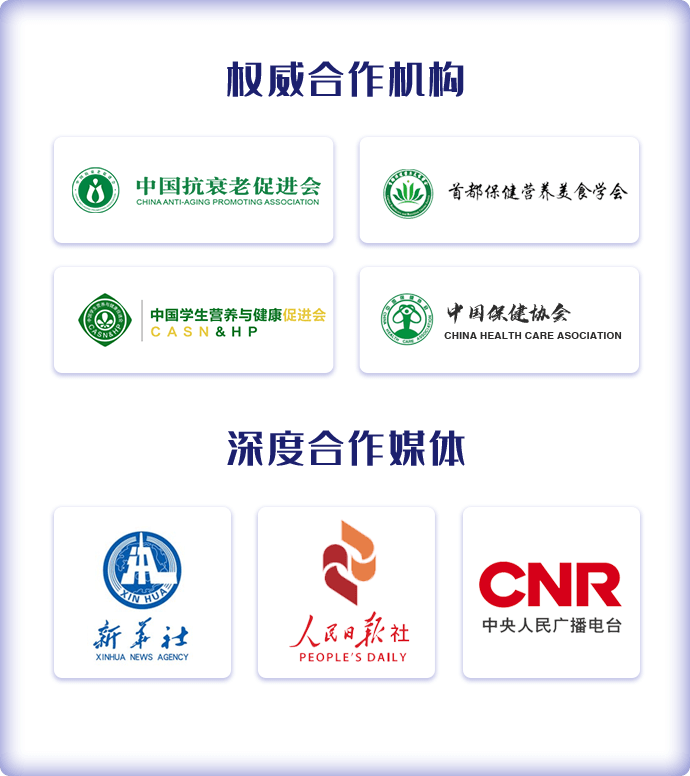 权威合作机构
中国抗衰老促进会
CHINA ANTI-AGING PROMOTING ASSOCIATION
首都保健营养美食学会
中国学生营养与健康促进会
CASN&HP
CASN&HP
中国保健协会
CHINA HEALTH CARE ASOCIATION
深度合作媒体
XIN HUA
新华社
XINHUA NEWS AGENCY
人民日报社
PEOPLE'S DAILY
CNR
中央人民广播电台